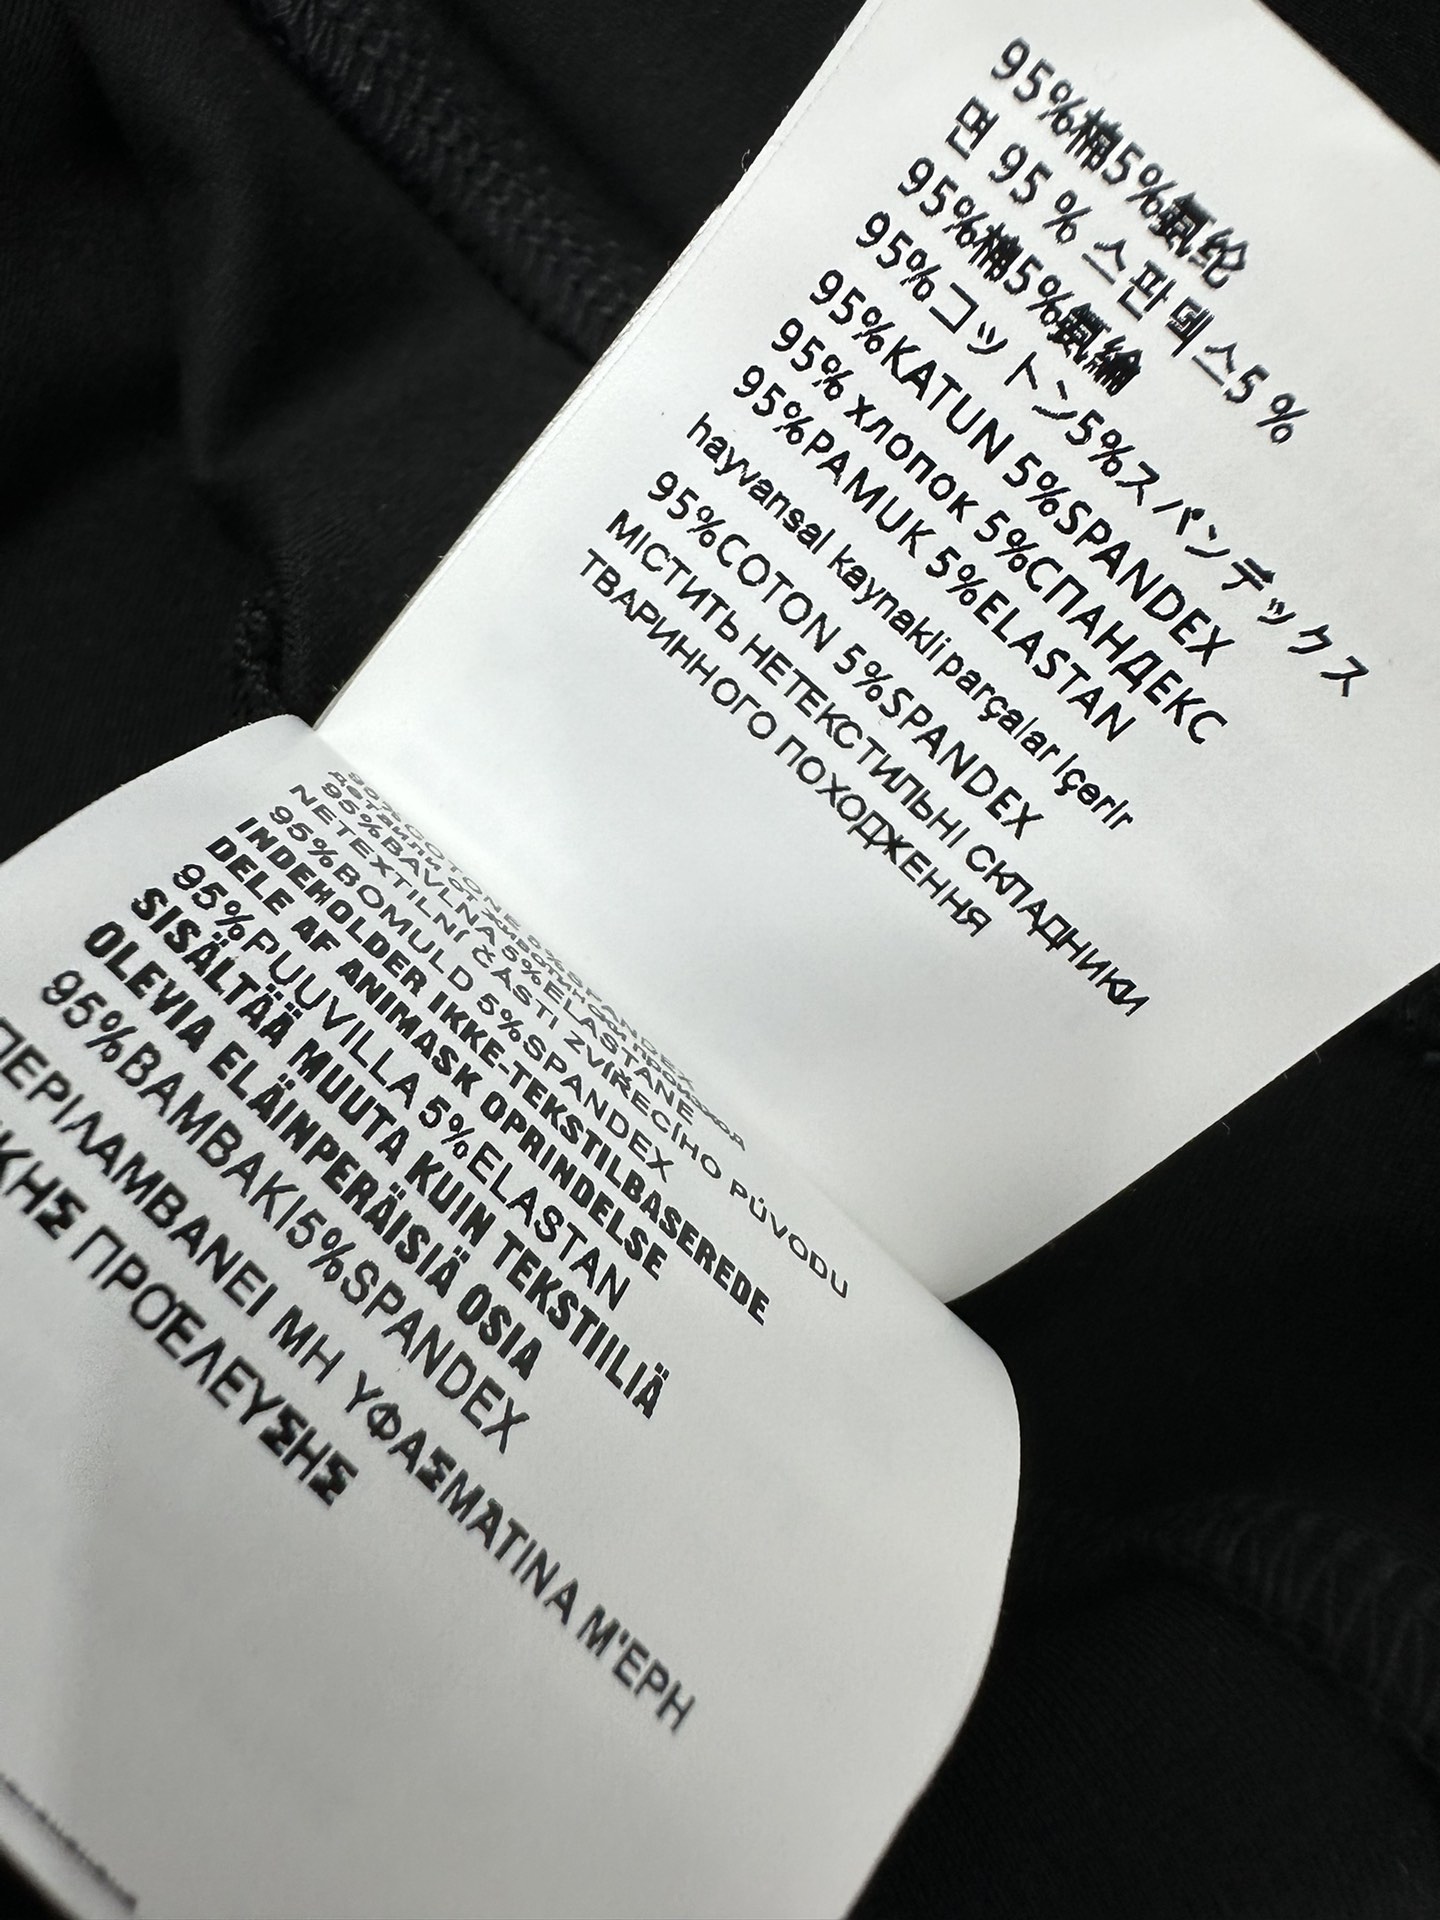 95%棉5%氨纶
면 95 % 스판덱스5 %
95%棉5%氨綸
95%コットン5%スパンデックス
95%KATUN 5%SPANDEX
95% хлопок 5%СПАНДЕКС
95%PAMUK 5%ELASTAN
hayvansal kaynakli parçalar Içerir
95%COTON 5%SPANDEX
МІСТИТЬ НЕТЕКСТИЛЬНІ СКПАДНИКИ
ТВАРИННОГО ПОХОДЖЕННЯ
95%BAVLNA5%ELASTANE
NETEXTILNÍ ČÁSTI ZVÍŘECÍHO PŮVODU
95%BOMULD 5%SPANDEX
INDEHOLDER IKKE-TEKSTILBASEREDE
DELE AF ANIMASK OPRINDELSE
95%PUUVILLA 5%ELASTAN
SISÄLTÄÄ MUUTA KUIN TEKSTIILIÄ
OLEVIA ELÄINPERÄISIÄ OSIA
95%BAMBAKI5%SPANDEX
ΠΕΡΙΛΑΜΒΑΝΕΙ ΜΗ ΥΦΑΣΜΑΤΙΝΑ Μ'ΕΡΗ
ΠΡΟΈΛΕΥΣΗΣ